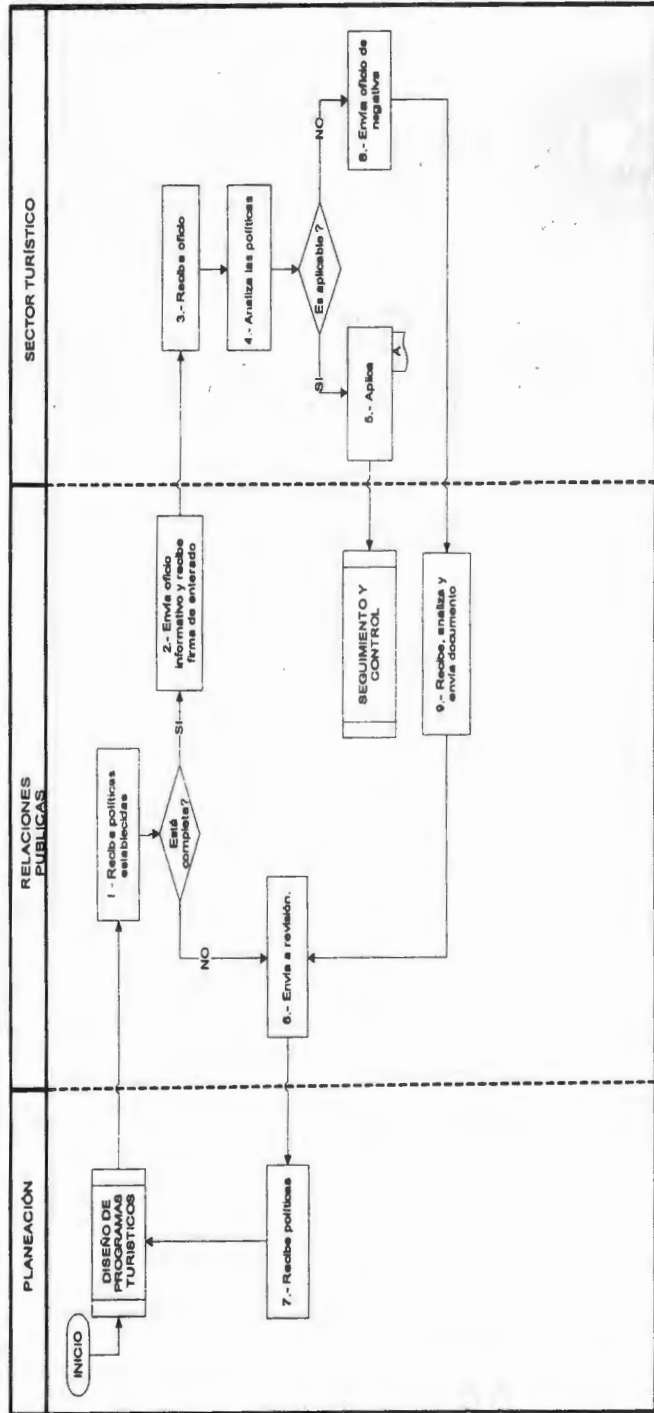 PLANEACIÓN
RELACIONES
PUBLICAS
SECTOR TURÍSTICO
INICIO
DISEÑO DE
PROGRAMAS
TURISTICOS
1 - Recibe políticas
establecidas
Está
completa?
SI
NO
2.- Envía oficio
informativo y recibe
firma de enterado
3.- Recibe oficio
4.- Analiza las políticas
Es aplicable ?
SI
NO
5.- Aplica
A
8.- Envía oficio de
negativa
SEGUIMIENTO Y
CONTROL
6.- Envía a revisión.
7.- Recibe políticas
9.- Recibe, analiza y
envía documento